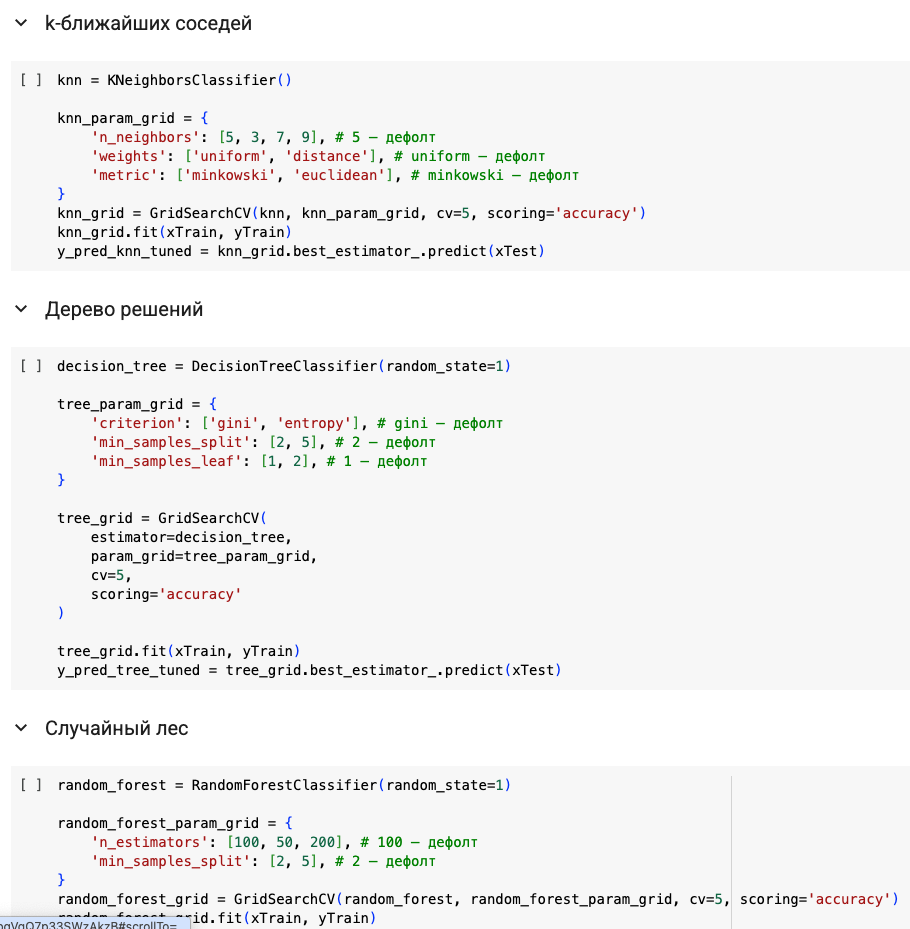 k-ближайших соседей
[ ] knn = KNeighborsClassifier()
knn_param_grid = {
'n_neighbors': [5, 3, 7, 9], # 5 — дефолт
'weights': ['uniform', 'distance'], # uniform — дефолт
'metric': ['minkowski', 'euclidean'], # minkowski — дефолт
}
knn_grid = GridSearchCV(knn, knn_param_grid, cv=5, scoring='accuracy')
knn_grid.fit(xTrain, yTrain)
y_pred_knn_tuned = knn_grid.best_estimator_.predict(xTest)
Дерево решений
[ ] decision_tree = DecisionTreeClassifier(random_state=1)
tree_param_grid = {
'criterion': ['gini', 'entropy'], # gini — дефолт
'min_samples_split': [2, 5], # 2 — дефолт
'min_samples_leaf': [1, 2], # 1 — дефолт
}
tree_grid = GridSearchCV(
estimator=decision_tree,
param_grid=tree_param_grid,
cv=5,
scoring='accuracy'
)
tree_grid.fit(xTrain, yTrain)
y_pred_tree_tuned = tree_grid.best_estimator_.predict(xTest)
Случайный лес
[ ] random_forest = RandomForestClassifier(random_state=1)
random_forest_param_grid = {
'n_estimators': [100, 50, 200], # 100 — дефолт
'min_samples_split': [2, 5], # 2 — дефолт
}
random_forest_grid = GridSearchCV(random_forest, random_forest_param_grid, cv=5, scoring='accuracy')
random_forest_grid.fit(xTrain, yTrain)